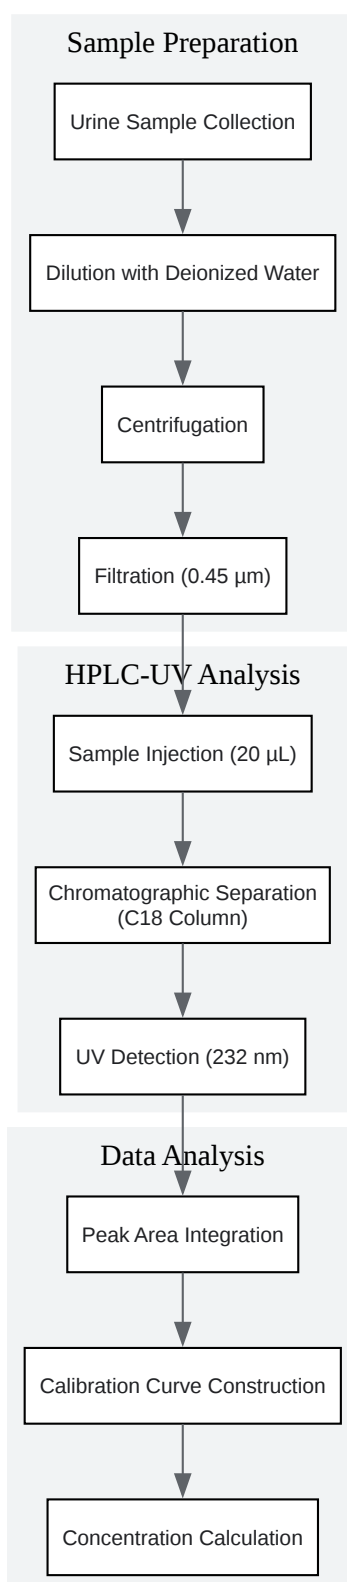 Sample Preparation
Urine Sample Collection
Dilution with Deionized Water
Centrifugation
Filtration (0.45 µm)
HPLC-UV Analysis
Sample Injection (20 µL)
Chromatographic Separation
(C18 Column)
UV Detection (232 nm)
Data Analysis
Peak Area Integration
Calibration Curve Construction
Concentration Calculation